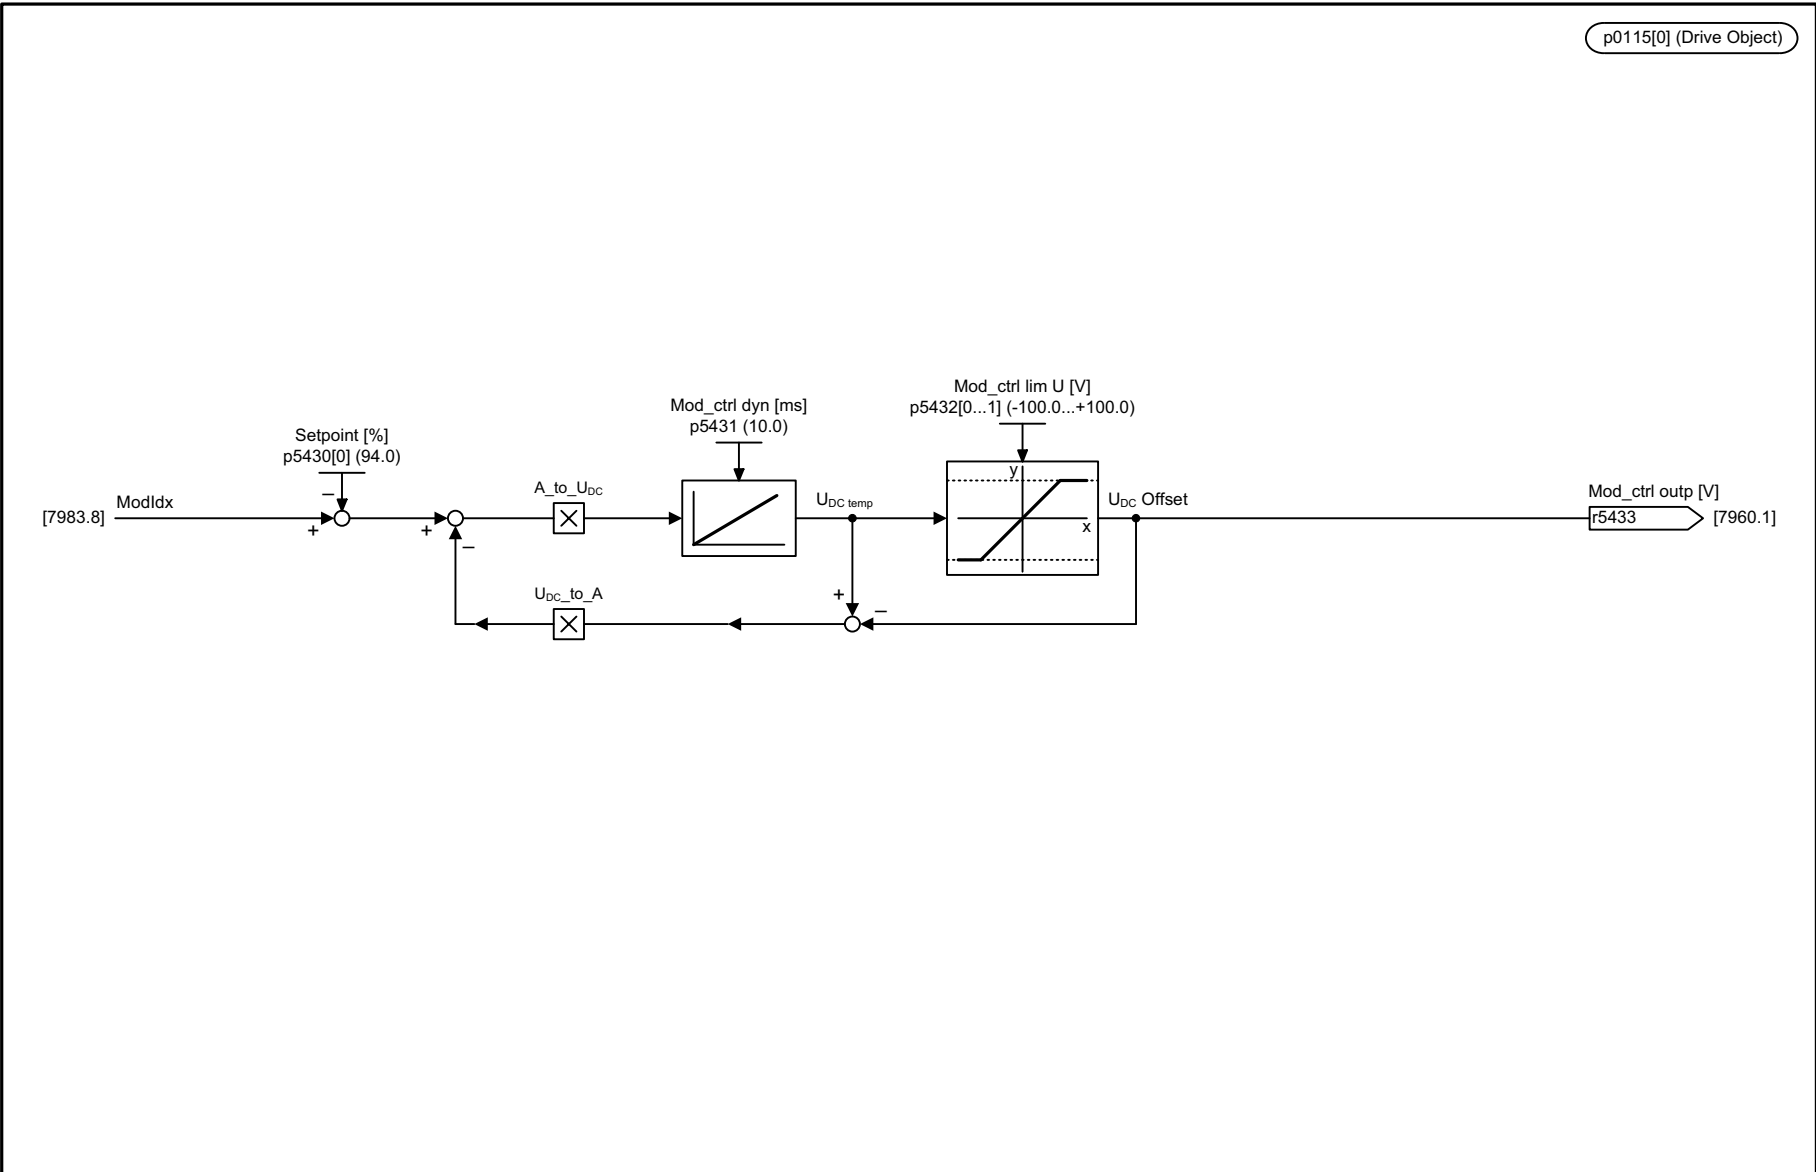 p0115[0] (Drive Object)
Mod_ctrl lim U [V]
p5432[0...1] (-100.0...+100.0)
Mod_ctrl dyn [ms]
p5431 (10.0)
Setpoint [%]
p5430[0] (94.0)
y
x
[7983.8]
ModIdx
–
+
+
–
A_to_UDC
UDC temp
UDC Offset
Mod_ctrl outp [V]
r5433
[7960.1]
UDC_to_A
+
–